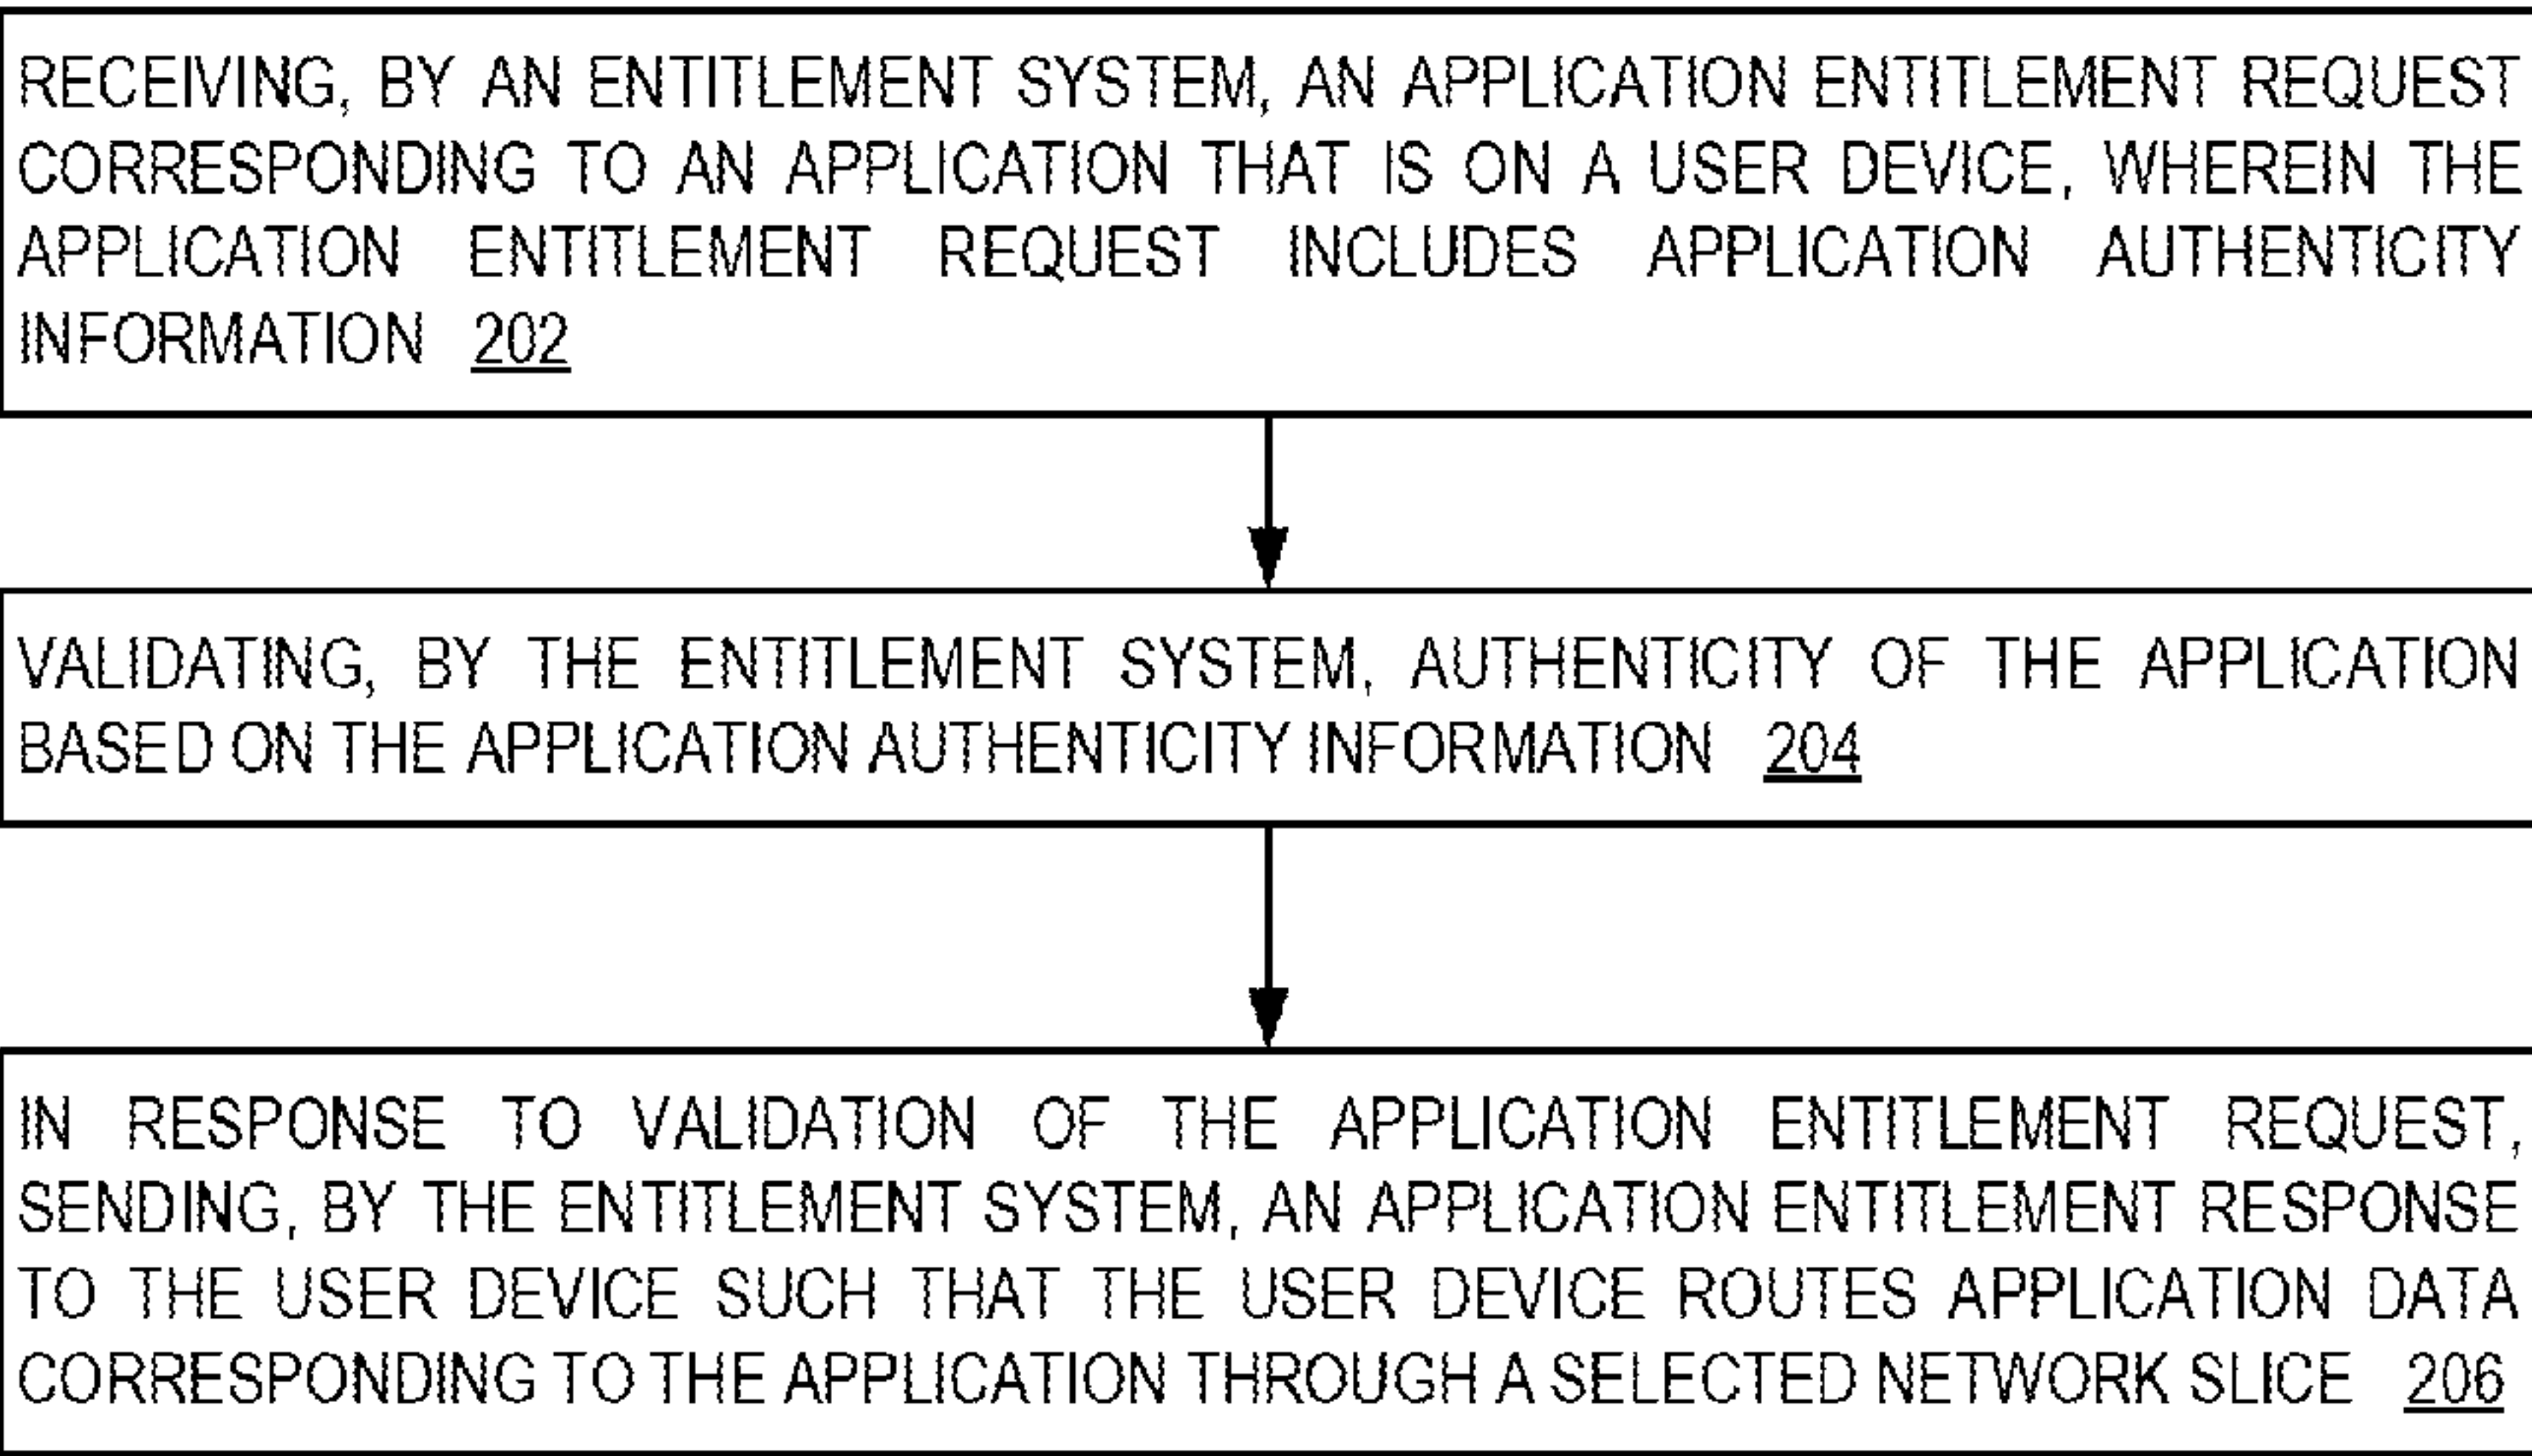 RECEIVING, BY AN ENTITLEMENT SYSTEM, AN APPLICATION ENTITLEMENT REQUEST
CORRESPONDING TO AN APPLICATION THAT IS ON A USER DEVICE, WHEREIN THE
APPLICATION ENTITLEMENT REQUEST INCLUDES APPLICATION AUTHENTICITY
INFORMATION 202
VALIDATING, BY THE ENTITLEMENT SYSTEM, AUTHENTICITY OF THE APPLICATION
BASED ON THE APPLICATION AUTHENTICITY INFORMATION 204
IN RESPONSE TO VALIDATION OF THE APPLICATION ENTITLEMENT REQUEST,
SENDING, BY THE ENTITLEMENT SYSTEM, AN APPLICATION ENTITLEMENT RESPONSE
TO THE USER DEVICE SUCH THAT THE USER DEVICE ROUTES APPLICATION DATA
CORRESPONDING TO THE APPLICATION THROUGH A SELECTED NETWORK SLICE 206